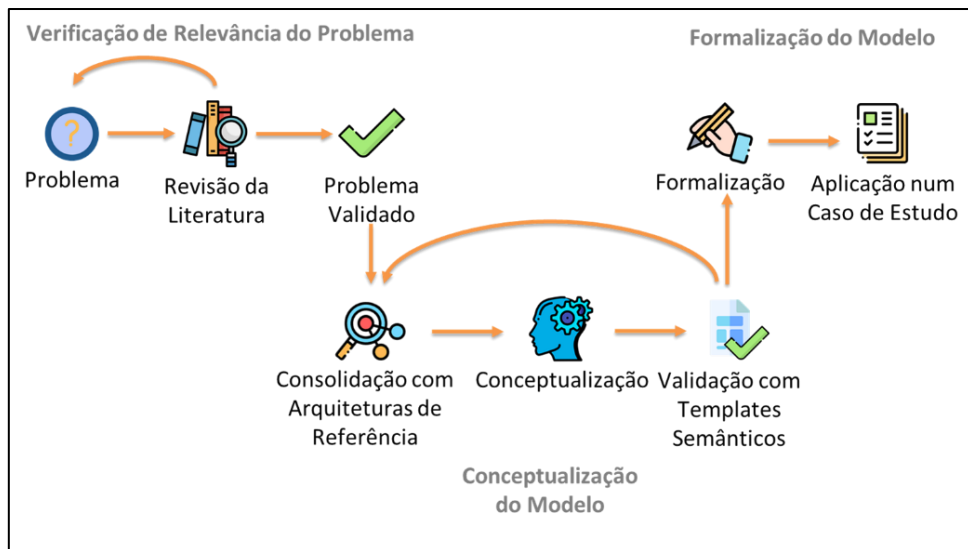 Verificação de Relevância do Problema
Formalização do Modelo
?
Problema
Revisão da
Literatura
Problema
Validado
Formalização
Aplicação num
Caso de Estudo
Consolidação com
Arquiteturas de
Referência
Conceptualização
Validação com
Templates
Semânticos
Conceptualização
do Modelo